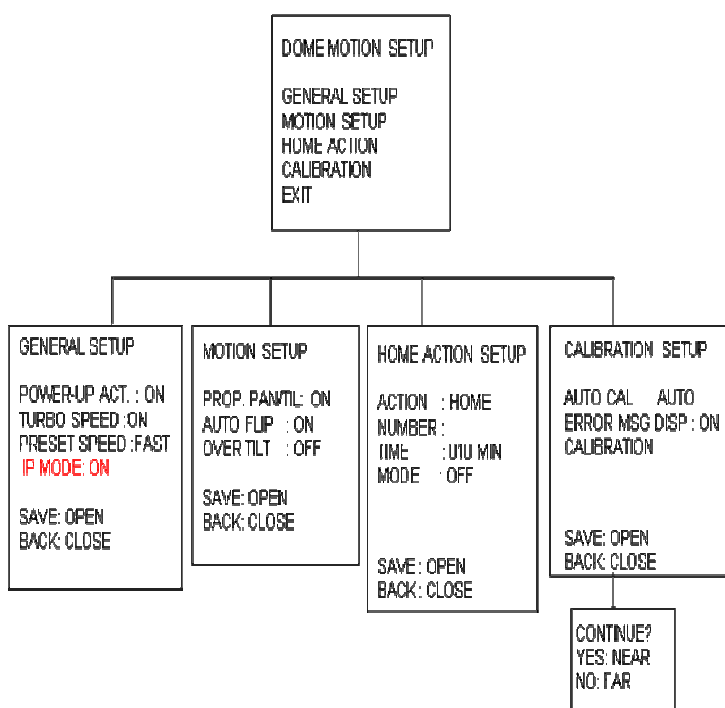 DOME MOTION SETUP
GENERAL SETUP
MOTION SETUP
HOME ACTION
CALIBRATION
EXIT
GENERAL SETUP
POWER-UP ACT. : ON
TURBO SPEED :ON
PRESET SPEED :FAST
IP MODE: ON
SAVE: OPEN
BACK: CLOSE
MOTION SETUP
PROP. PAN/TIL: ON
AUTO FLIP : ON
OVER TILT : OFF
SAVE: OPEN
BACK: CLOSE
HOME ACTION SETUP
ACTION : HOME
NUMBER :
TIME : 010 MIN
MODE : OFF
SAVE : OPEN
BACK : CLOSE
CALIBRATION SETUP
AUTO CAL AUTO
ERROR MSG DISP : ON
CALIBRATION
SAVE: OPEN
BACK: CLOSE
CONTINUE?
YES: NEAR
NO: FAR